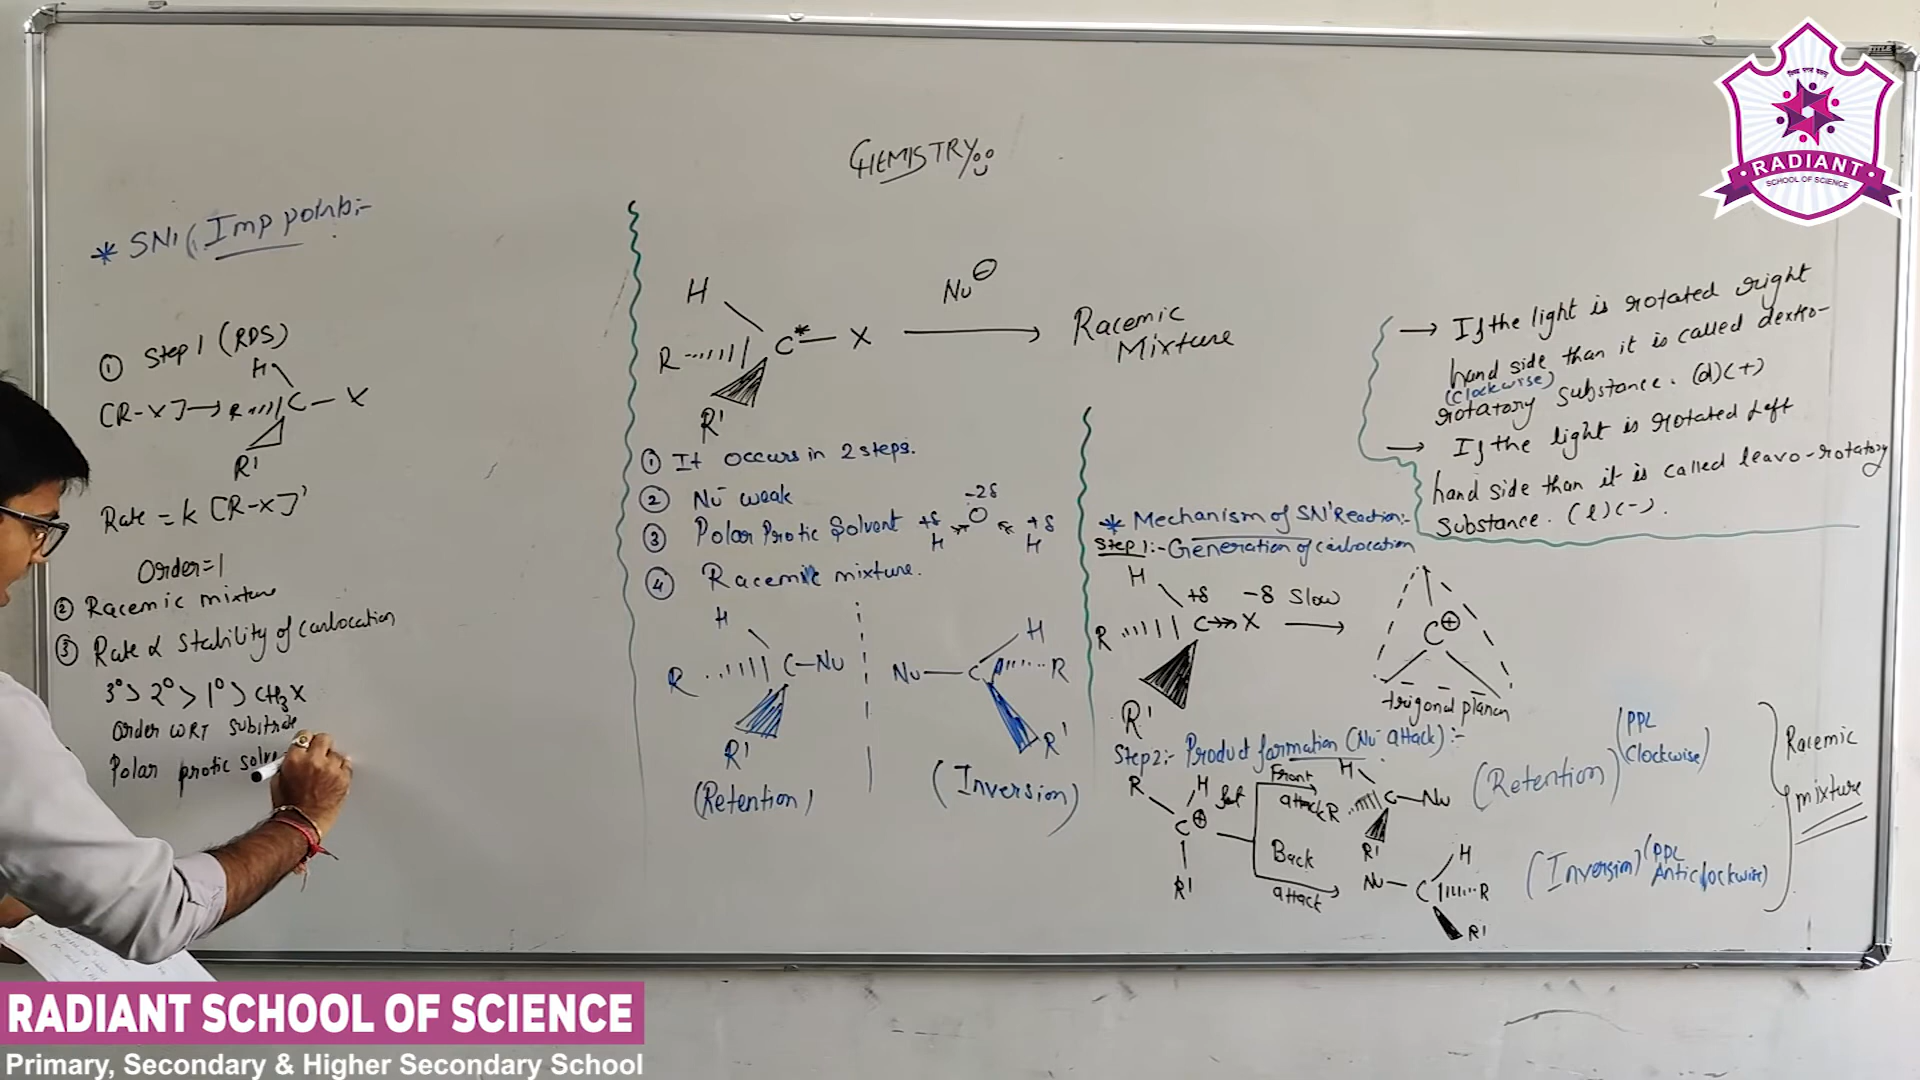 CHEMISTRY
* SN1 (Imp points:-
① Step 1 (RDS)
H
[R-X] → R C - X
R'
Rate = k [R-X]'
Order=1
② Racemic mixture
③ Rate α Stability of carbocation
3° > 2° > 1° > CH3X
Order WRT Substrate
Polar protic solve
H
R C* - X
R'
Nu⊖
Racemic
Mixture
① It occurs in 2 steps.
② Nu- weak
③ Polar Protic Solvent +δ H -2δ O +δ H
④ Racemic mixture.
H
R C-Nu
R'
(Retention)
H
Nu-C R
R'
(Inversion)
→ If the light is rotated right
hand side than it is called dextro-
(Clockwise)
rotatory substance. (d)(+)
→ If the light is rotated Left
hand side than it is called leavo-rotatory
Substance. (l)(-).
* Mechanism of SN1 Reaction:-
Step 1:- Generation of carbocation
H
+δ -δ Slow
R C X → C⊕
R'
trigonal planar
Step2:- Product formation (Nu- attack):-
R H fast
C⊕
R'
Front
attack
H
R C-Nu
R'
(Retention)
(PPL
Clockwise)
Back
attack
H
Nu-C R
R'
(Inversion)
(PPL
Anticlockwise)
Racemic
mixture
RADIANT
SCHOOL OF SCIENCE
RADIANT SCHOOL OF SCIENCE
Primary, Secondary & Higher Secondary School